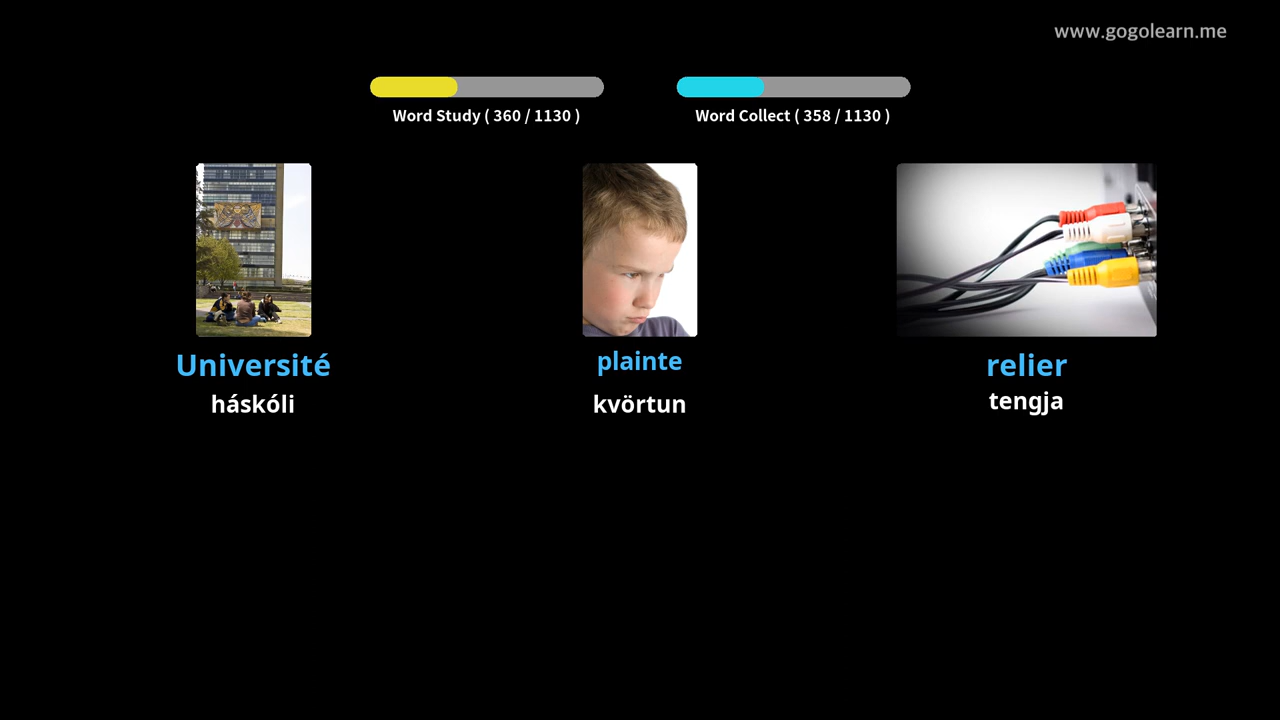 www.gogolearn.me
Word Study ( 360 / 1130 )
Word Collect ( 358 / 1130 )
Université
háskóli
plainte
kvörtun
relier
tengja